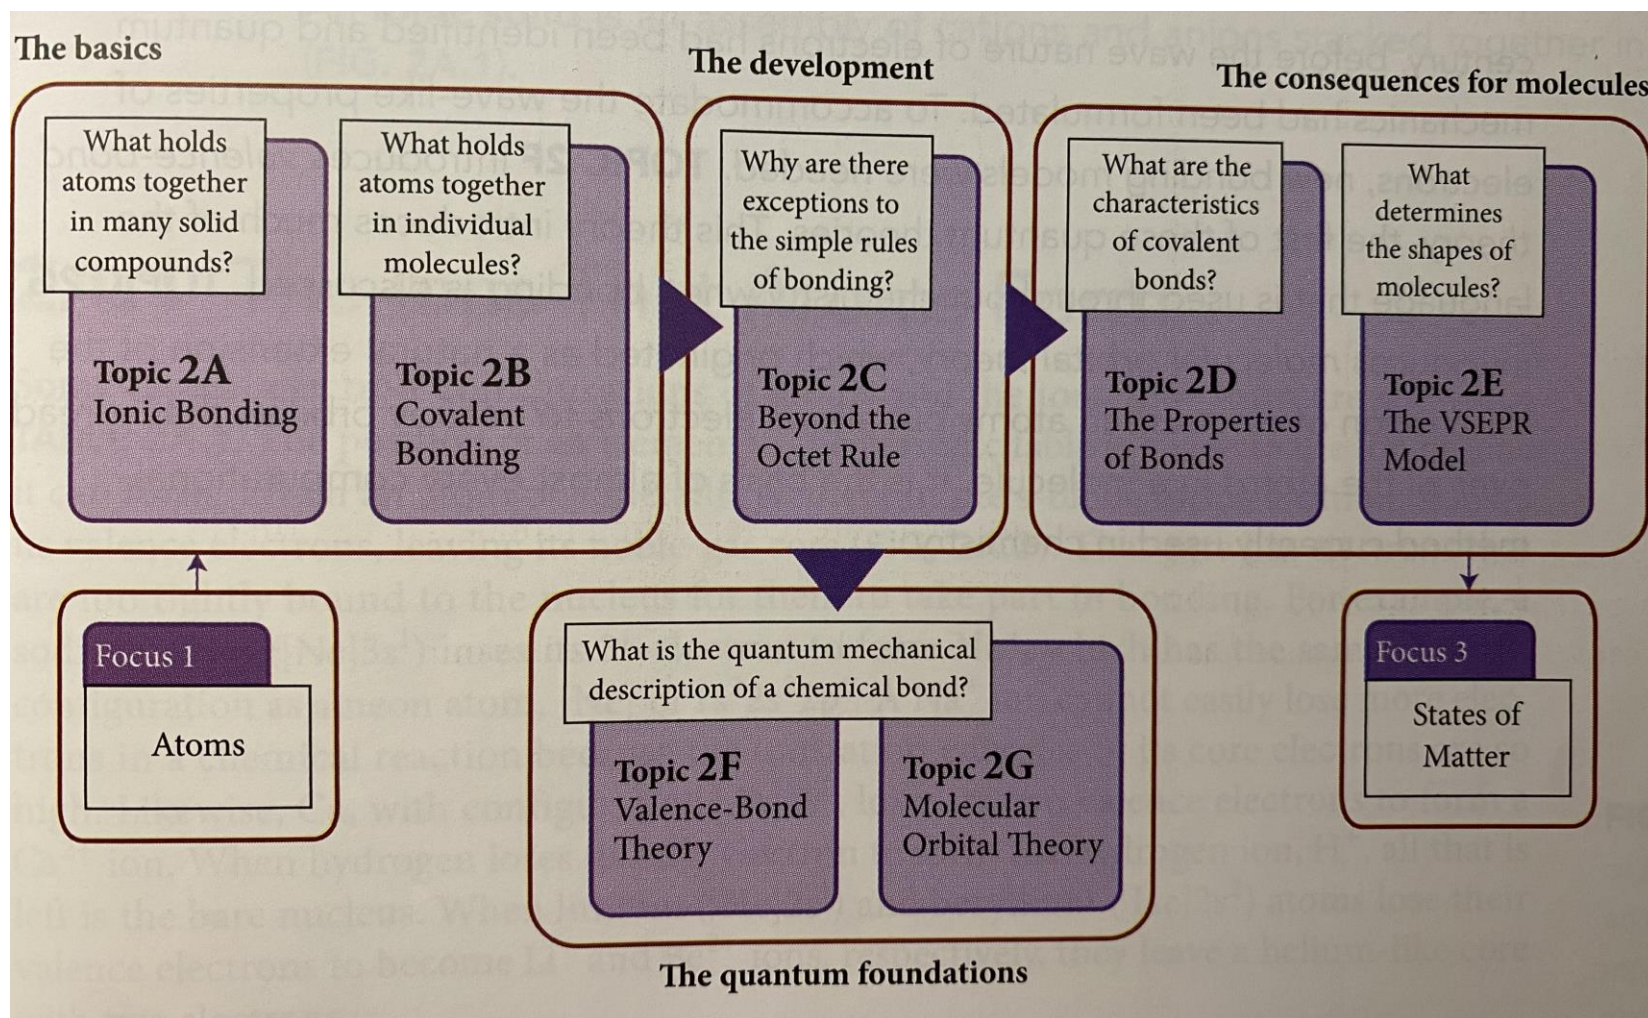 The basics
What holds
atoms together
in many solid
compounds?
Topic 2A
Ionic Bonding
What holds
atoms together
in individual
molecules?
Topic 2B
Covalent
Bonding
The development
Why are there
exceptions to
the simple rules
of bonding?
Topic 2C
Beyond the
Octet Rule
The consequences for molecules
What are the
characteristics
of covalent
bonds?
Topic 2D
The Properties
of Bonds
What
determines
the shapes of
molecules?
Topic 2E
The VSEPR
Model
Focus 1
Atoms
What is the quantum mechanical
description of a chemical bond?
Topic 2F
Valence-Bond
Theory
Topic 2G
Molecular
Orbital Theory
The quantum foundations
Focus 3
States of
Matter